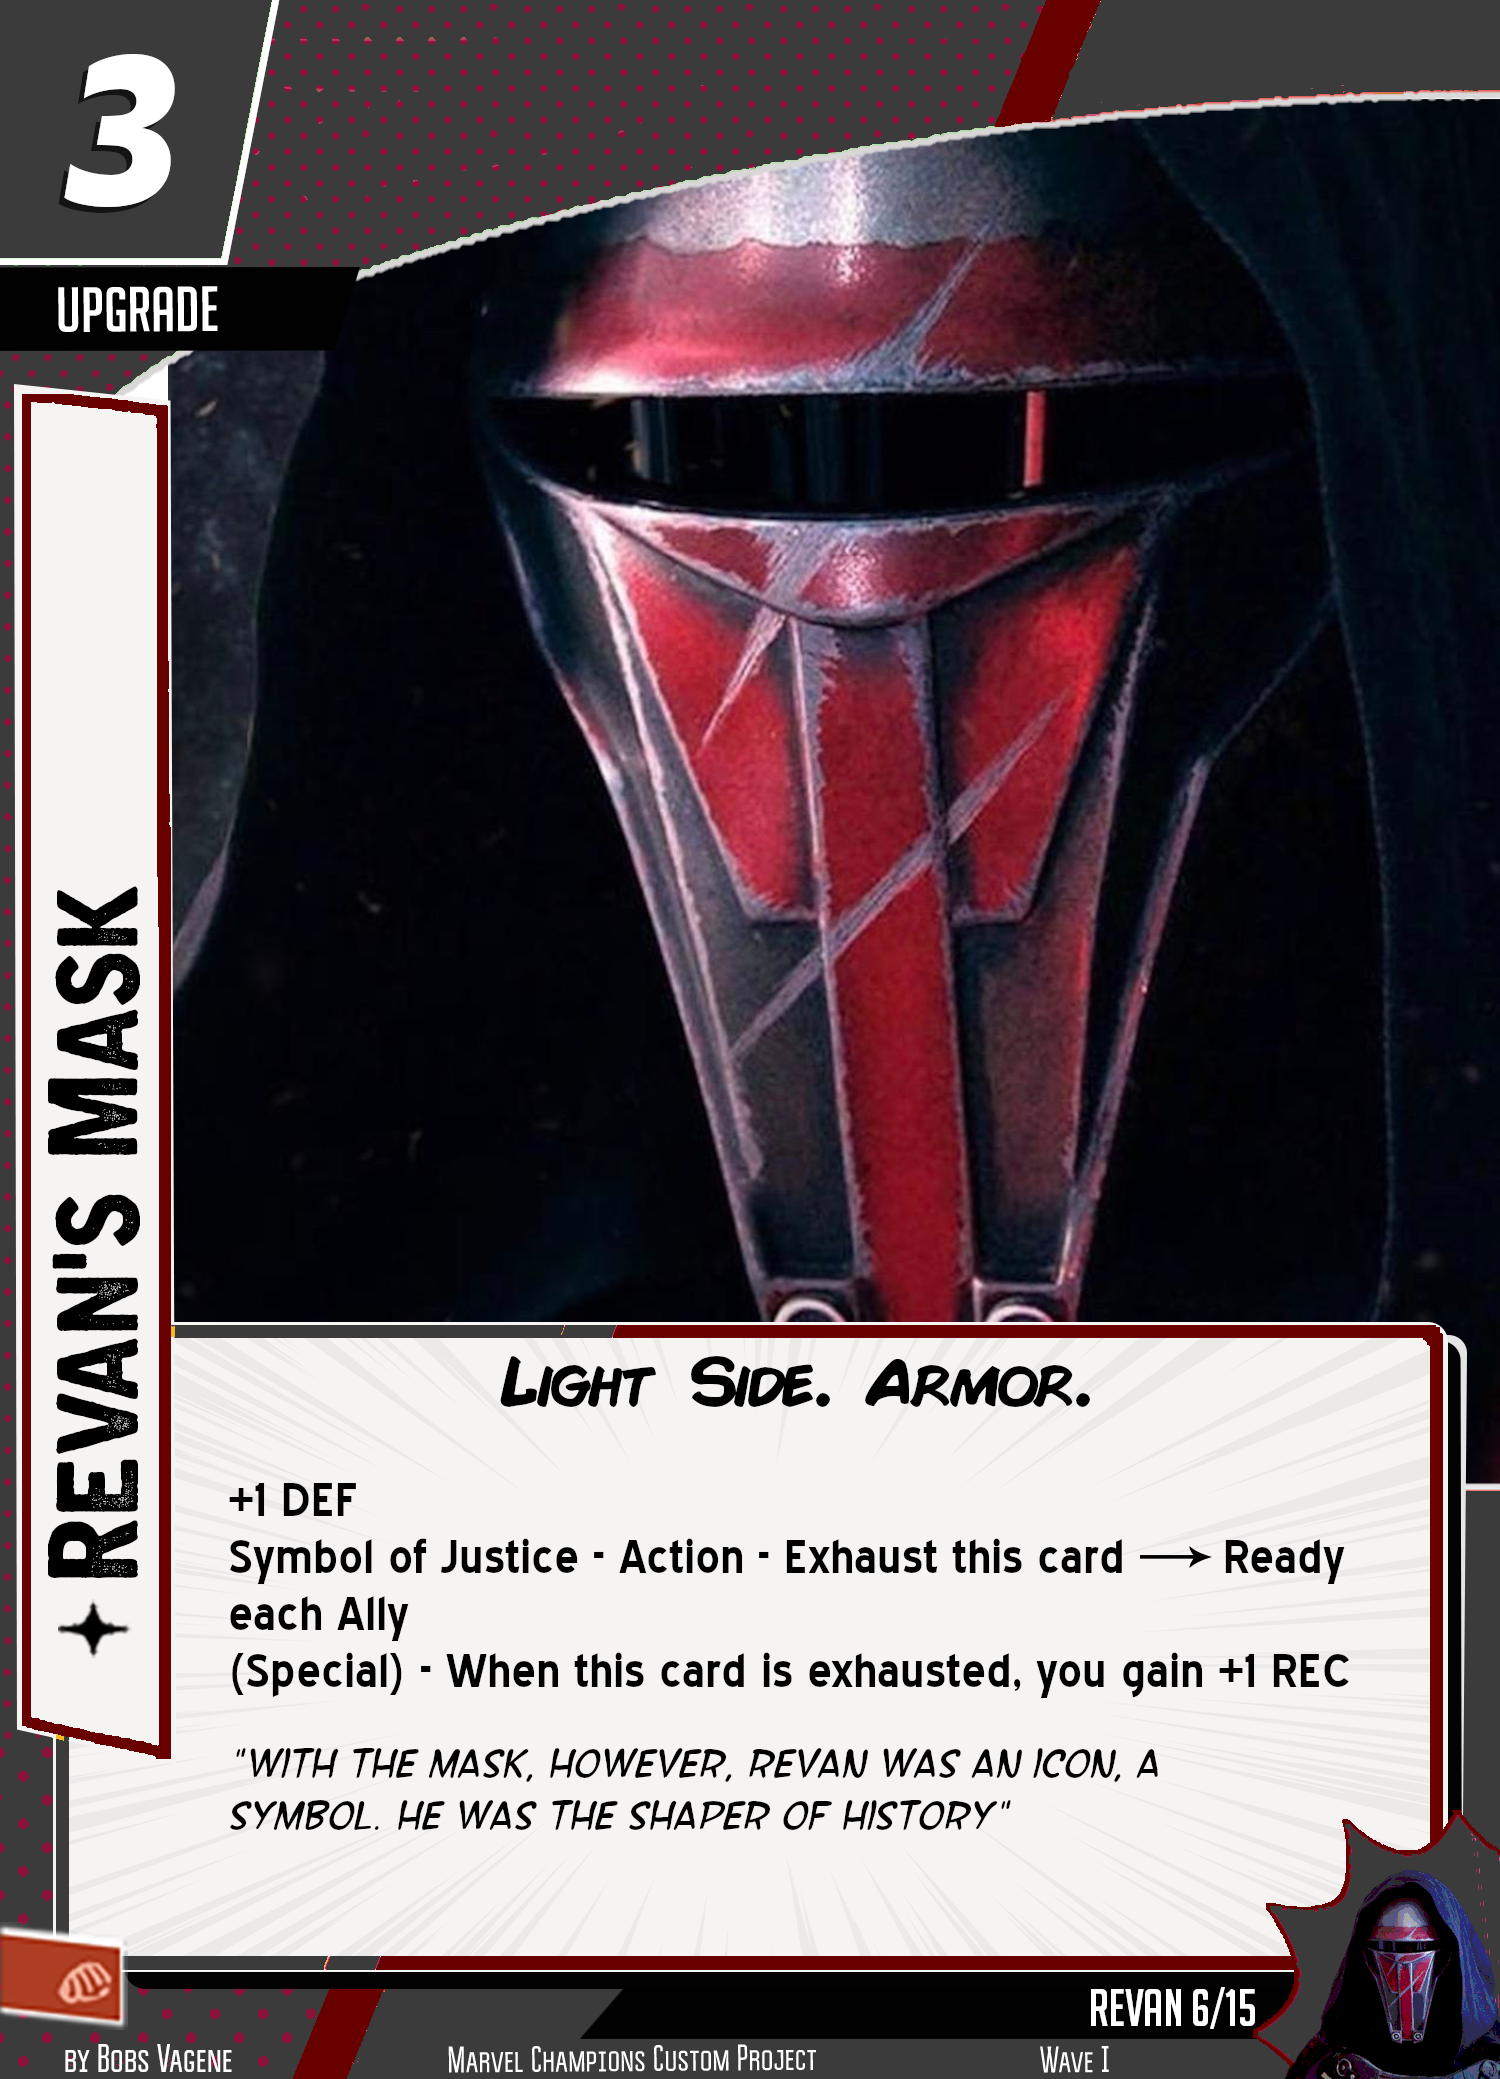 3
UPGRADE
REVAN'S MASK
LIGHT SIDE. ARMOR.
+1 DEF
Symbol of Justice - Action - Exhaust this card ⟶ Ready
each Ally
(Special) - When this card is exhausted, you gain +1 REC
"WITH THE MASK, HOWEVER, REVAN WAS AN ICON, A
SYMBOL. HE WAS THE SHAPER OF HISTORY"
REVAN 6/15
BY BOBS VAGENE
MARVEL CHAMPIONS CUSTOM PROJECT
WAVE I